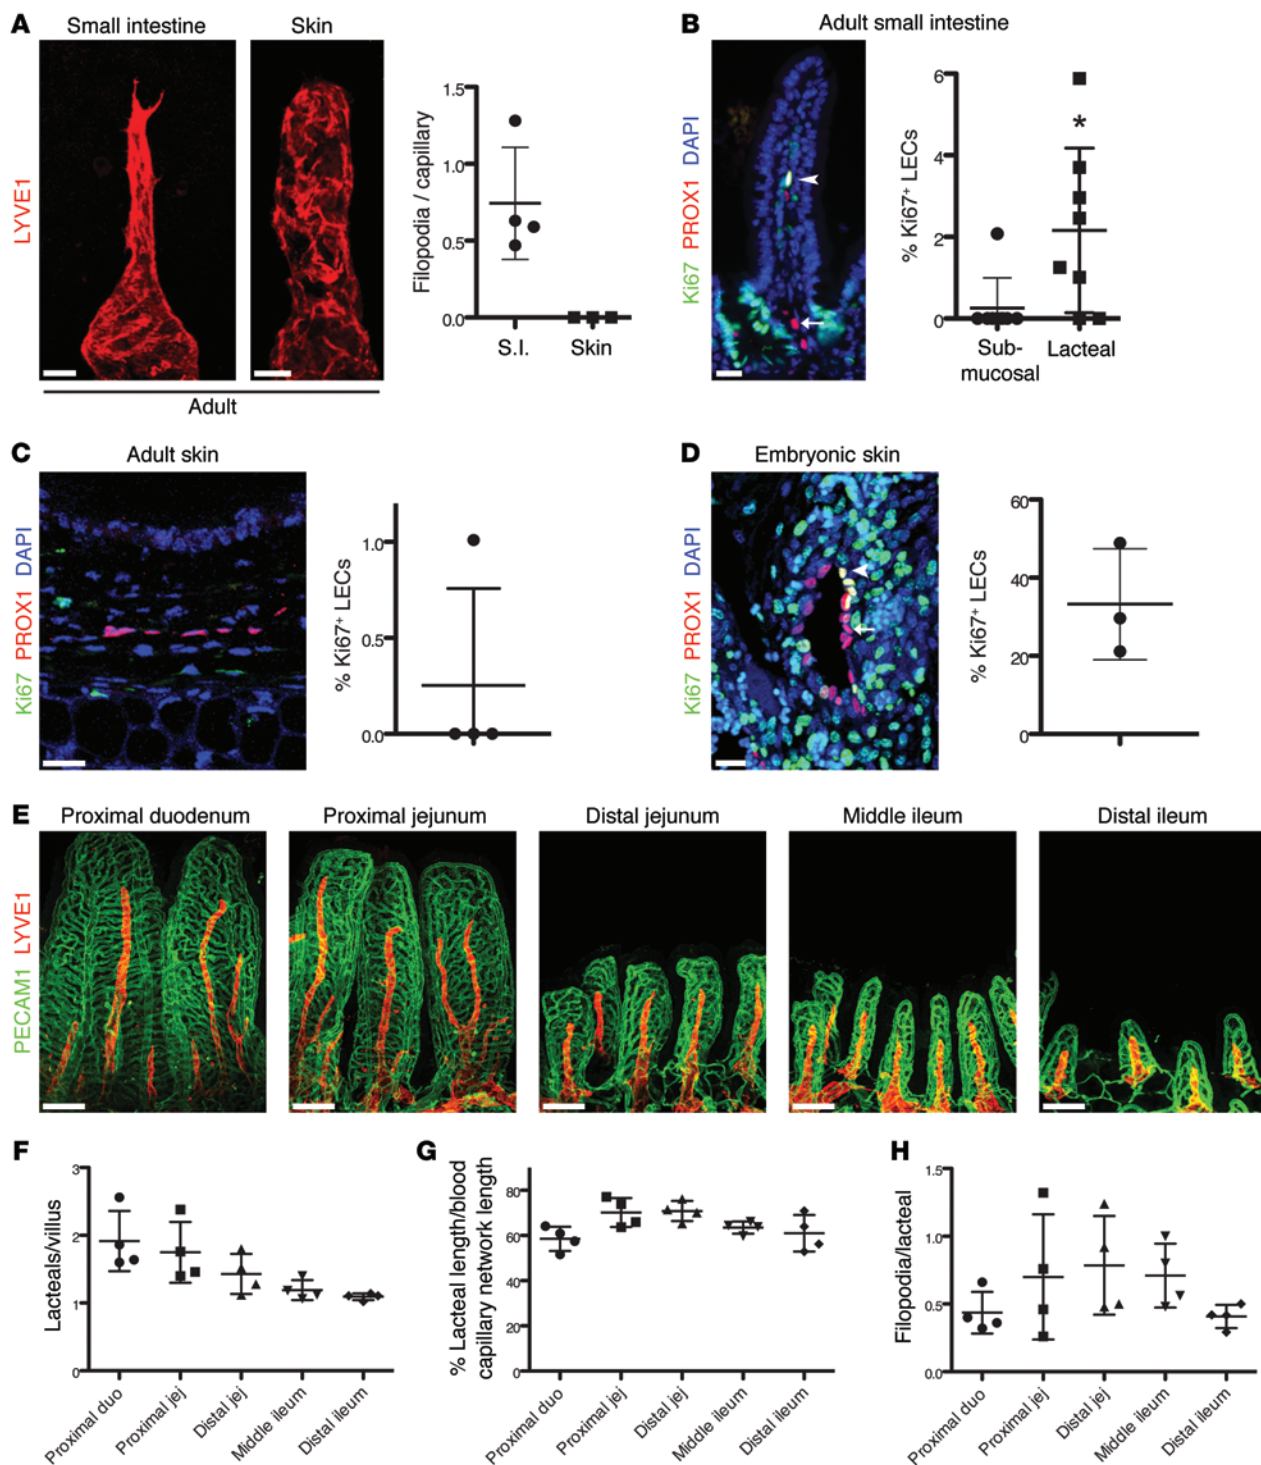 A
Small intestine
Skin
LYVE1
Adult
Filopodia / capillary
1.5
1.0
0.5
0.0
S.I.
Skin
B
Adult small intestine
Ki67 PROX1 DAPI
% Ki67⁺ LECs
6
4
2
0
*
Sub-
mucosal
Lacteal
C
Adult skin
Ki67 PROX1 DAPI
% Ki67⁺ LECs
1.0
0.5
0.0
D
Embryonic skin
Ki67 PROX1 DAPI
% Ki67⁺ LECs
60
40
20
0
E
Proximal duodenum
Proximal jejunum
Distal jejunum
Middle ileum
Distal ileum
PECAM1 LYVE1
F
Lacteals/villus
3
2
1
0
Proximal duo
Proximal jej
Distal jej
Middle ileum
Distal ileum
G
% Lacteal length/blood
capillary network length
80
60
40
20
0
Proximal duo
Proximal jej
Distal jej
Middle ileum
Distal ileum
H
Filopodia/lacteal
1.5
1.0
0.5
0.0
Proximal duo
Proximal jej
Distal jej
Middle ileum
Distal ileum